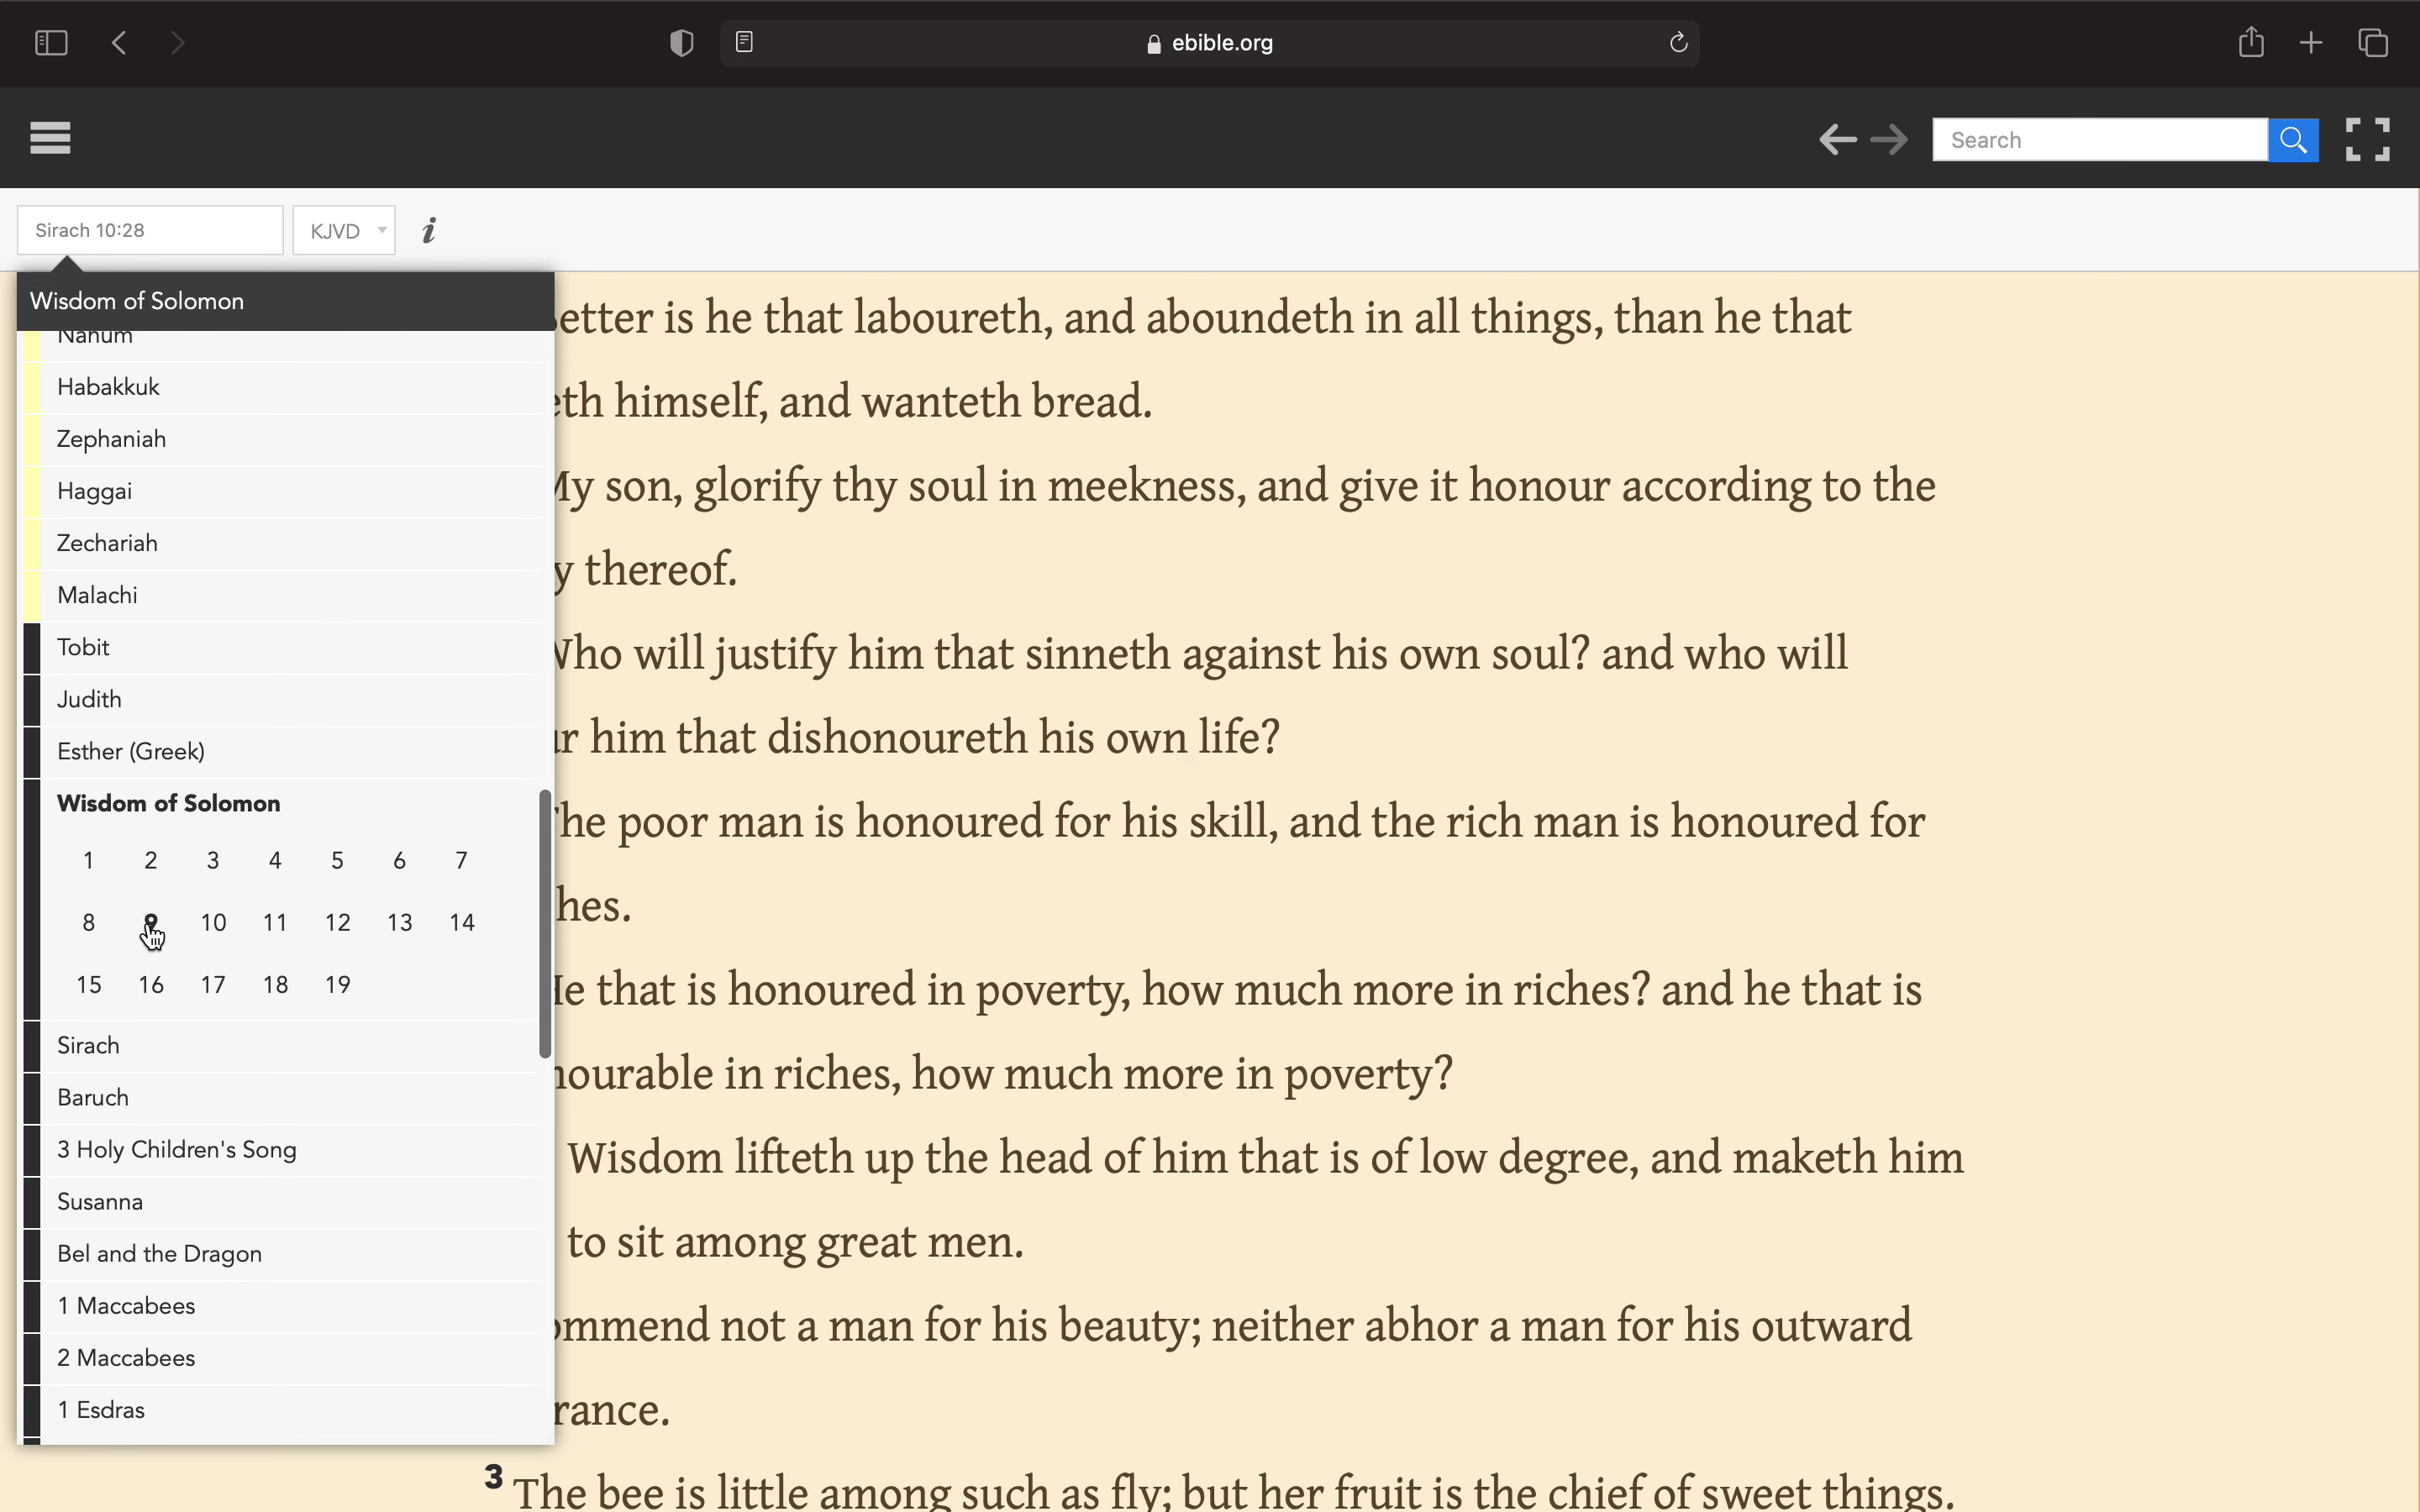 ebible.org
Search
Sirach 10:28
KJVD
i
Wisdom of Solomon
Nahum
Habakkuk
Zephaniah
Haggai
Zechariah
Malachi
Tobit
Judith
Esther (Greek)
Wisdom of Solomon
1 2 3 4 5 6 7
8 9 10 11 12 13 14
15 16 17 18 19
Sirach
Baruch
3 Holy Children's Song
Susanna
Bel and the Dragon
1 Maccabees
2 Maccabees
1 Esdras
etter is he that laboureth, and aboundeth in all things, than he that
eth himself, and wanteth bread.
My son, glorify thy soul in meekness, and give it honour according to the
y thereof.
Who will justify him that sinneth against his own soul? and who will
ur him that dishonoureth his own life?
The poor man is honoured for his skill, and the rich man is honoured for
hes.
He that is honoured in poverty, how much more in riches? and he that is
nourable in riches, how much more in poverty?
Wisdom lifteth up the head of him that is of low degree, and maketh him
to sit among great men.
ommend not a man for his beauty; neither abhor a man for his outward
rance.
3 The bee is little among such as fly; but her fruit is the chief of sweet things.